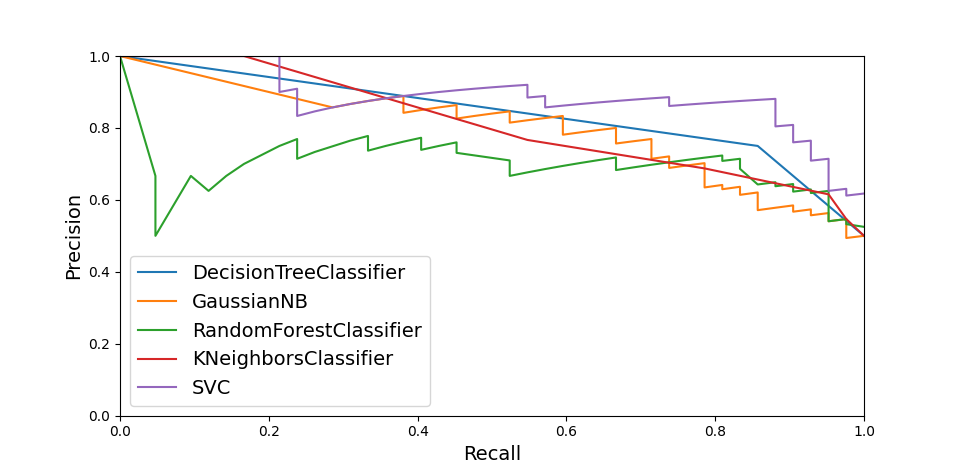 1.0
0.8
0.6
0.4
0.2
0.0
Precision
DecisionTreeClassifier
GaussianNB
RandomForestClassifier
KNeighborsClassifier
SVC
0.0 0.2 0.4 0.6 0.8 1.0
Recall